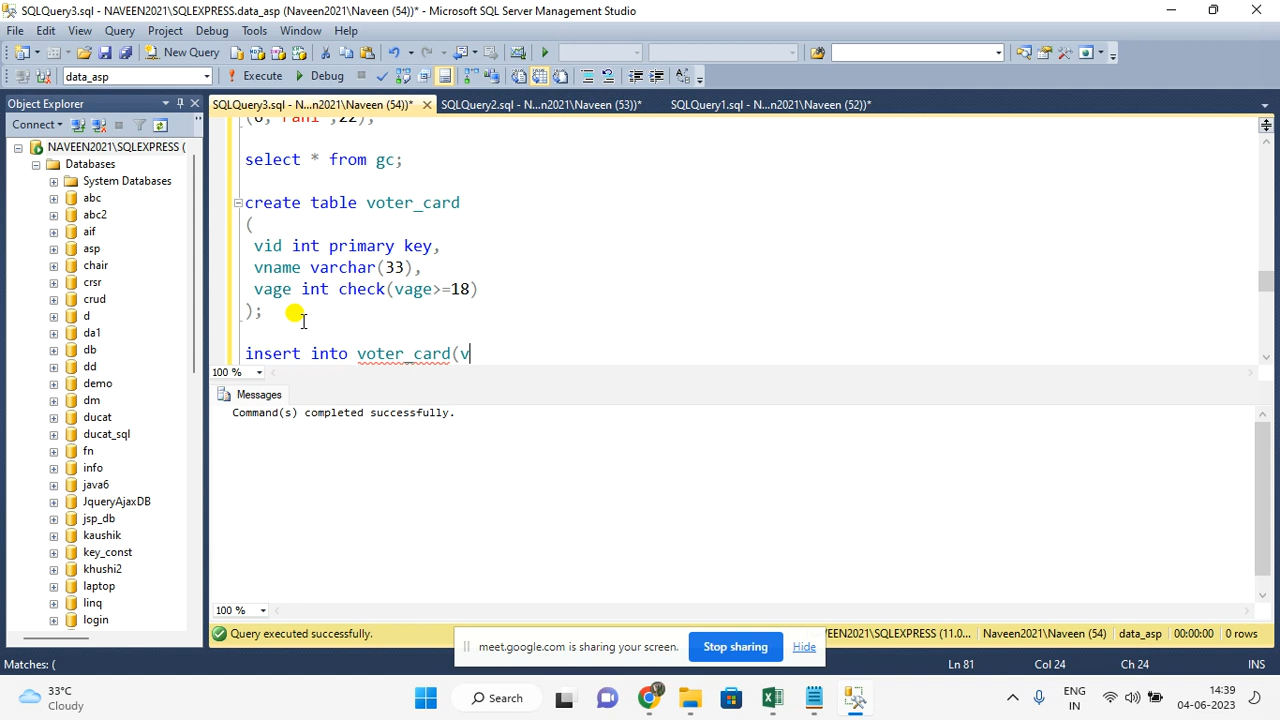 SQLQuery3.sql - NAVEEN2021\SQLEXPRESS.data_asp (Naveen2021\Naveen (54))* - Microsoft SQL Server Management Studio
File Edit View Query Project Debug Tools Window Help
New Query
data_asp Execute Debug
Object Explorer
SQLQuery3.sql - N...n2021\Naveen (54))* SQLQuery2.sql - N...n2021\Naveen (53))* SQLQuery1.sql - N...n2021\Naveen (52))*
Connect
NAVEEN2021\SQLEXPRESS (
Databases
System Databases
abc
abc2
aif
asp
chair
crsr
crud
d
da1
db
dd
demo
dm
ducat
ducat_sql
fn
info
java6
JqueryAjaxDB
jsp_db
kaushik
key_const
khushi2
laptop
linq
login
(6,'rani',22);
select * from gc;
create table voter_card
(
vid int primary key,
vname varchar(33),
vage int check(vage>=18)
);
insert into voter_card(v
100 %
Messages
Command(s) completed successfully.
100 %
Query executed successfully.
meet.google.com is sharing your screen. Stop sharing Hide
VEEN2021\SQLEXPRESS (11.0... Naveen2021\Naveen (54) data_asp 00:00:00 0 rows
Matches: ( Ln 81 Col 24 Ch 24 INS
33°C
Cloudy
Search
ENG
IN
14:39
04-06-2023